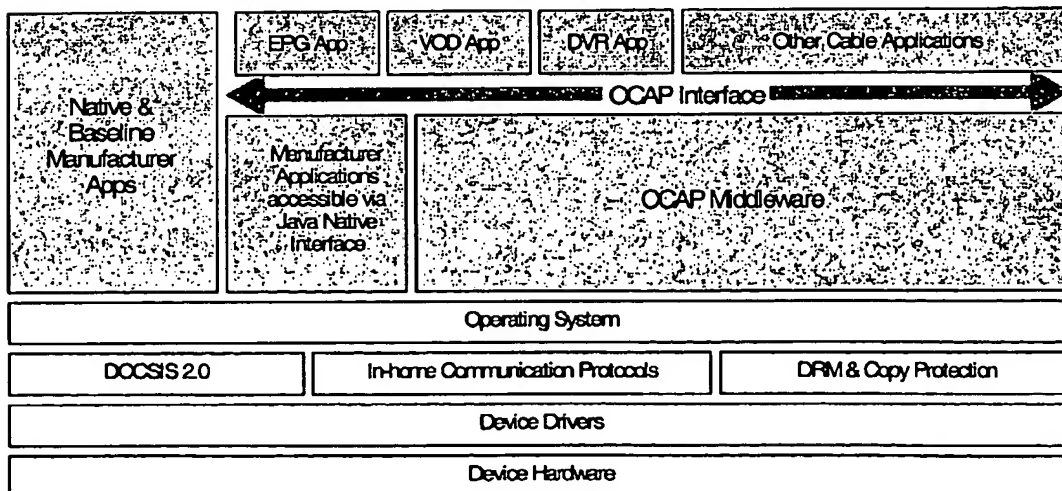 EPG App
VOD App
DVR App
Other Cable Applications
OCAP Interface
Native &
Baseline
Manufacturer
Apps
Manufacturer
Applications
accessible via
Java Native
Interface
OCAP Middleware
Operating System
DOCSIS 2.0
In-home Communication Protocols
DRM & Copy Protection
Device Drivers
Device Hardware